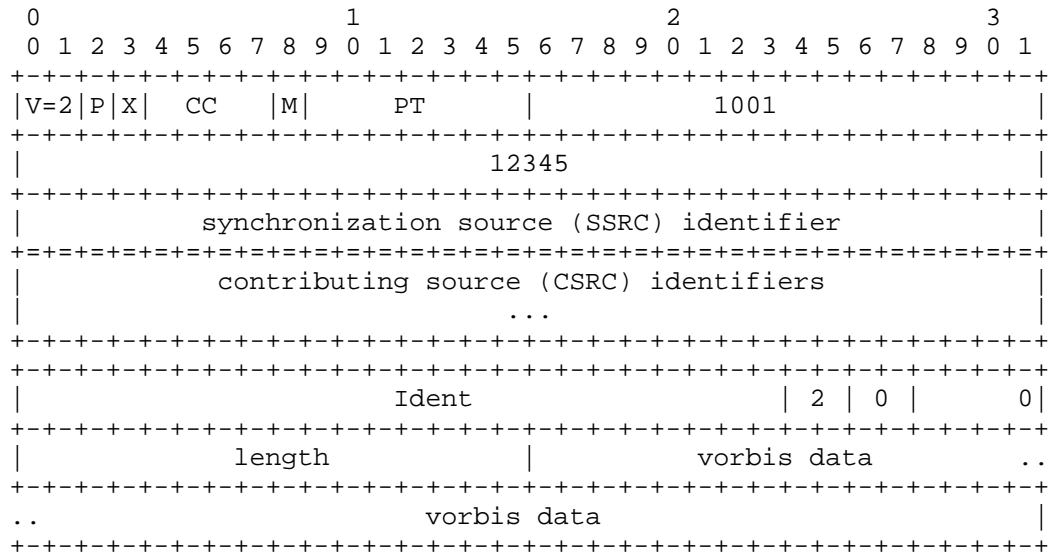 0                   1                   2                   3
 0 1 2 3 4 5 6 7 8 9 0 1 2 3 4 5 6 7 8 9 0 1 2 3 4 5 6 7 8 9 0 1
+-+-+-+-+-+-+-+-+-+-+-+-+-+-+-+-+-+-+-+-+-+-+-+-+-+-+-+-+-+-+-+-+
|V=2|P|X|  CC   |M|     PT      |           1001                |
+-+-+-+-+-+-+-+-+-+-+-+-+-+-+-+-+-+-+-+-+-+-+-+-+-+-+-+-+-+-+-+-+
|                             12345                             |
+-+-+-+-+-+-+-+-+-+-+-+-+-+-+-+-+-+-+-+-+-+-+-+-+-+-+-+-+-+-+-+-+
|           synchronization source (SSRC) identifier            |
+=+=+=+=+=+=+=+=+=+=+=+=+=+=+=+=+=+=+=+=+=+=+=+=+=+=+=+=+=+=+=+=+
|            contributing source (CSRC) identifiers             |
|                              ...                              |
+-+-+-+-+-+-+-+-+-+-+-+-+-+-+-+-+-+-+-+-+-+-+-+-+-+-+-+-+-+-+-+-+
+-+-+-+-+-+-+-+-+-+-+-+-+-+-+-+-+-+-+-+-+-+-+-+-+-+-+-+-+-+-+-+-+
|                       Ident                   | 2 | 0 |      0|
+-+-+-+-+-+-+-+-+-+-+-+-+-+-+-+-+-+-+-+-+-+-+-+-+-+-+-+-+-+-+-+-+
|             length            |          vorbis data         ..
+-+-+-+-+-+-+-+-+-+-+-+-+-+-+-+-+-+-+-+-+-+-+-+-+-+-+-+-+-+-+-+-+
..                        vorbis data                           |
+-+-+-+-+-+-+-+-+-+-+-+-+-+-+-+-+-+-+-+-+-+-+-+-+-+-+-+-+-+-+-+-+